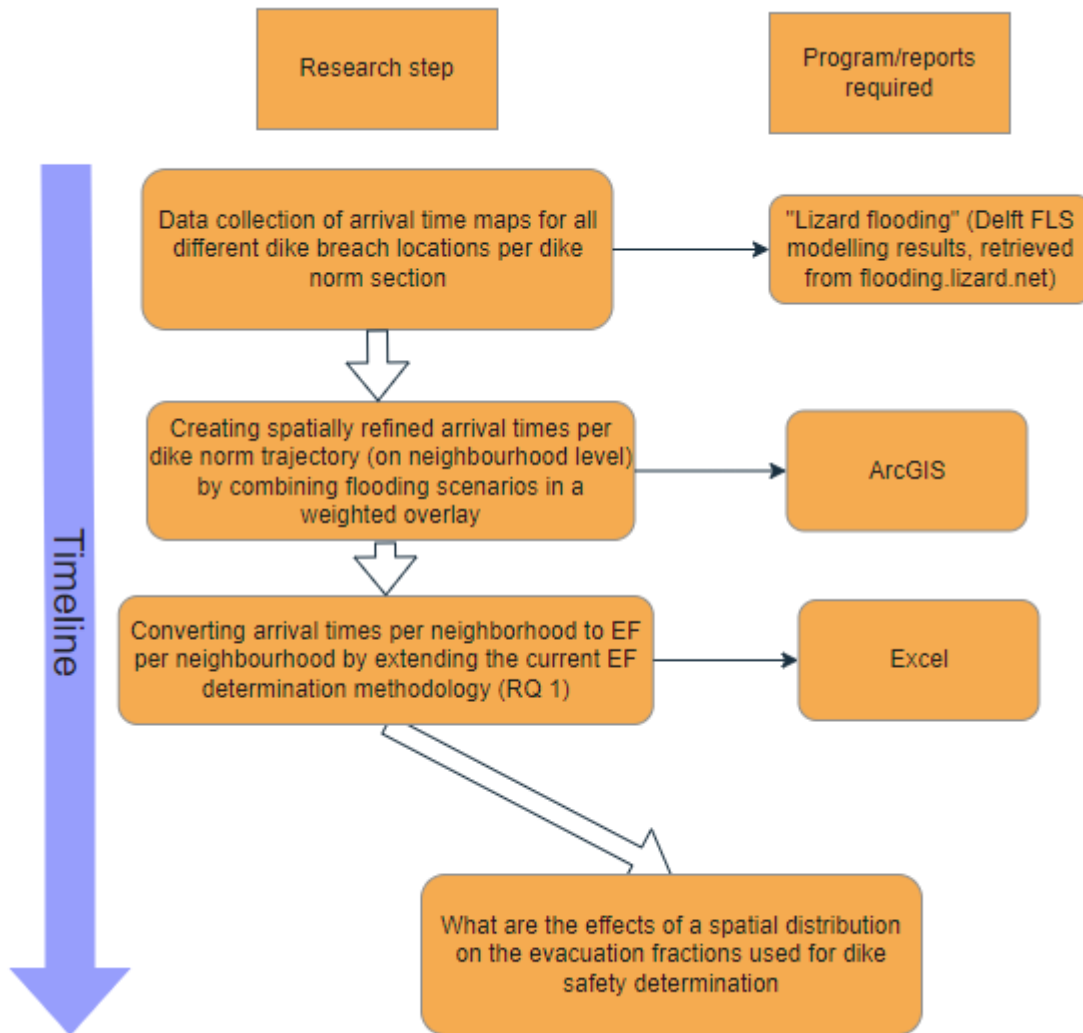 Research step
Program/reports
required
Timeline
Data collection of arrival time maps for all
different dike breach locations per dike
norm section
"Lizard flooding" (Delft FLS
modelling results, retrieved
from flooding.lizard.net)
Creating spatially refined arrival times per
dike norm trajectory (on neighbourhood level)
by combining flooding scenarios in a
weighted overlay
ArcGIS
Converting arrival times per neighborhood to EF
per neighbourhood by extending the current EF
determination methodology (RQ 1)
Excel
What are the effects of a spatial distribution
on the evacuation fractions used for dike
safety determination